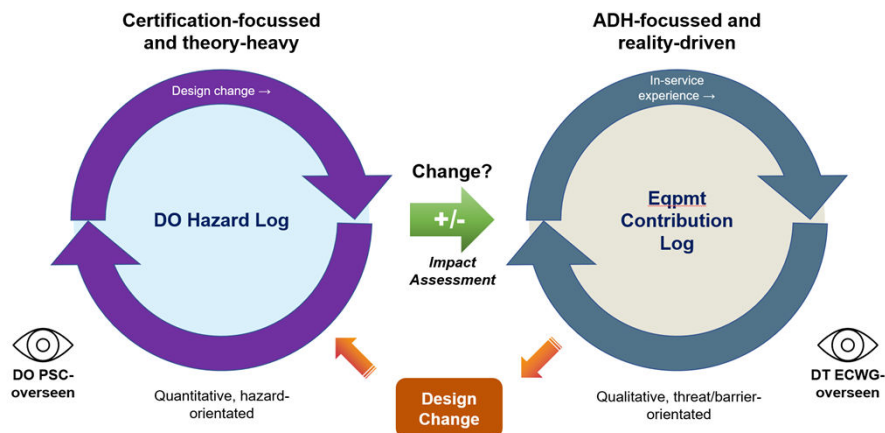 Certification-focussed
and theory-heavy
ADH-focussed and
reality-driven
Design change →
In-service
experience →
DO Hazard Log
Change?
+/-
Impact
Assessment
Eqpmt
Contribution
Log
DO PSC-
overseen
Quantitative, hazard-
orientated
Design
Change
Qualitative, threat/barrier-
orientated
DT ECWG-
overseen